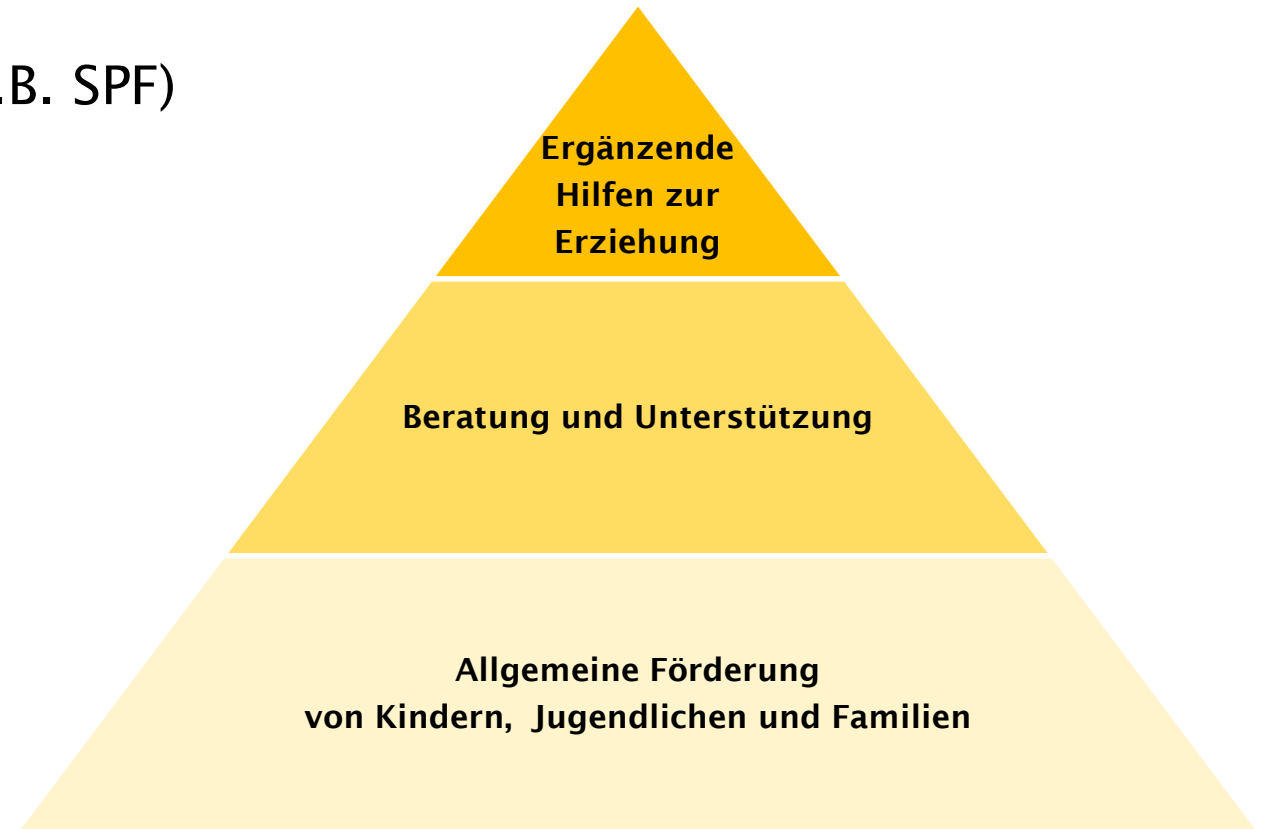 .B. SPF)
Ergänzende
Hilfen zur
Erziehung
Beratung und Unterstützung
Allgemeine Förderung
von Kindern, Jugendlichen und Familien